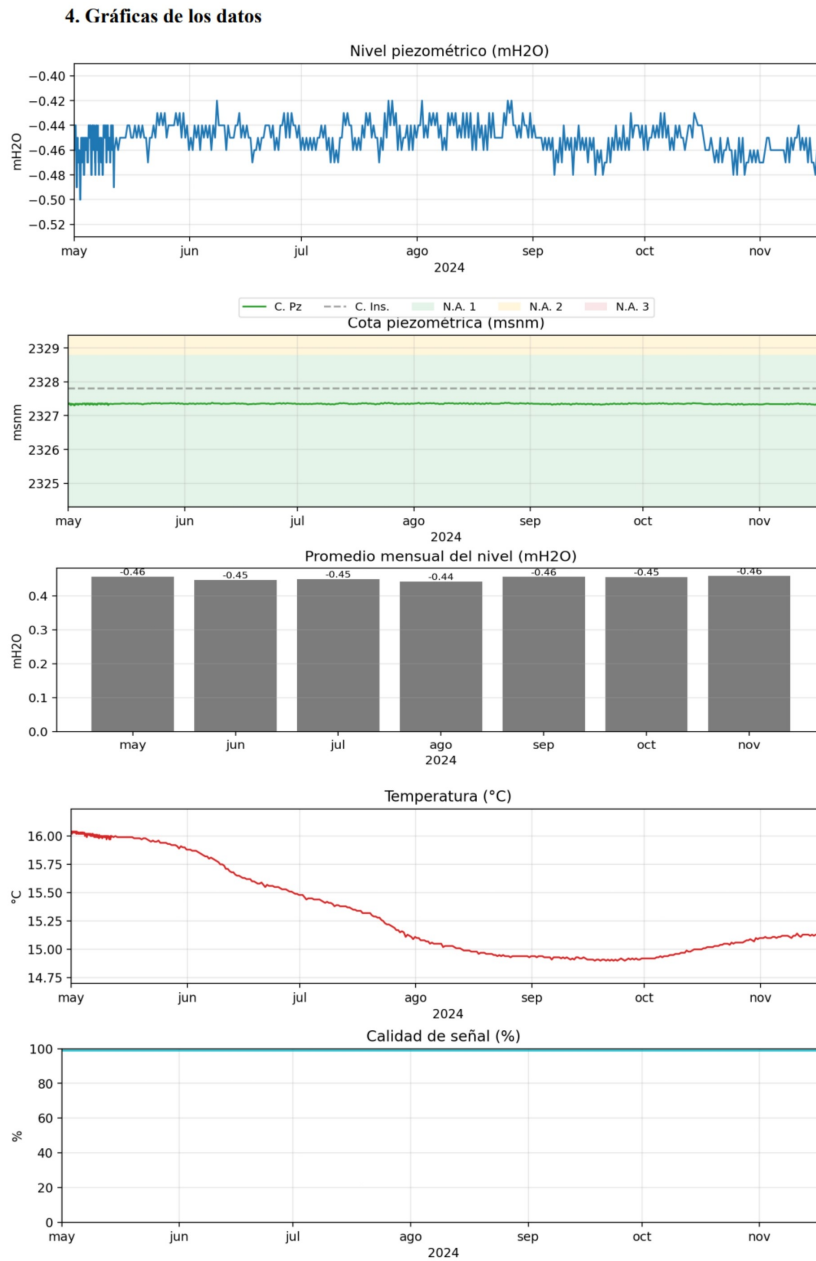 4. Gráficas de los datos
Nivel piezométrico (mH2O)
−0.40
−0.42
−0.44
−0.46
−0.48
−0.50
−0.52
mH2O
may jun jul ago sep oct nov
2024
C. Pz C. Ins. N.A. 1 N.A. 2 N.A. 3
Cota piezométrica (msnm)
2329
2328
2327
2326
2325
msnm
may jun jul ago sep oct nov
2024
Promedio mensual del nivel (mH2O)
-0.46 -0.45 -0.45 -0.44 -0.46 -0.45 -0.46
0.4
0.3
0.2
0.1
0.0
mH2O
may jun jul ago sep oct nov
2024
Temperatura (°C)
16.00
15.75
15.50
15.25
15.00
14.75
°C
may jun jul ago sep oct nov
2024
Calidad de señal (%)
100
80
60
40
20
0
%
may jun jul ago sep oct nov
2024